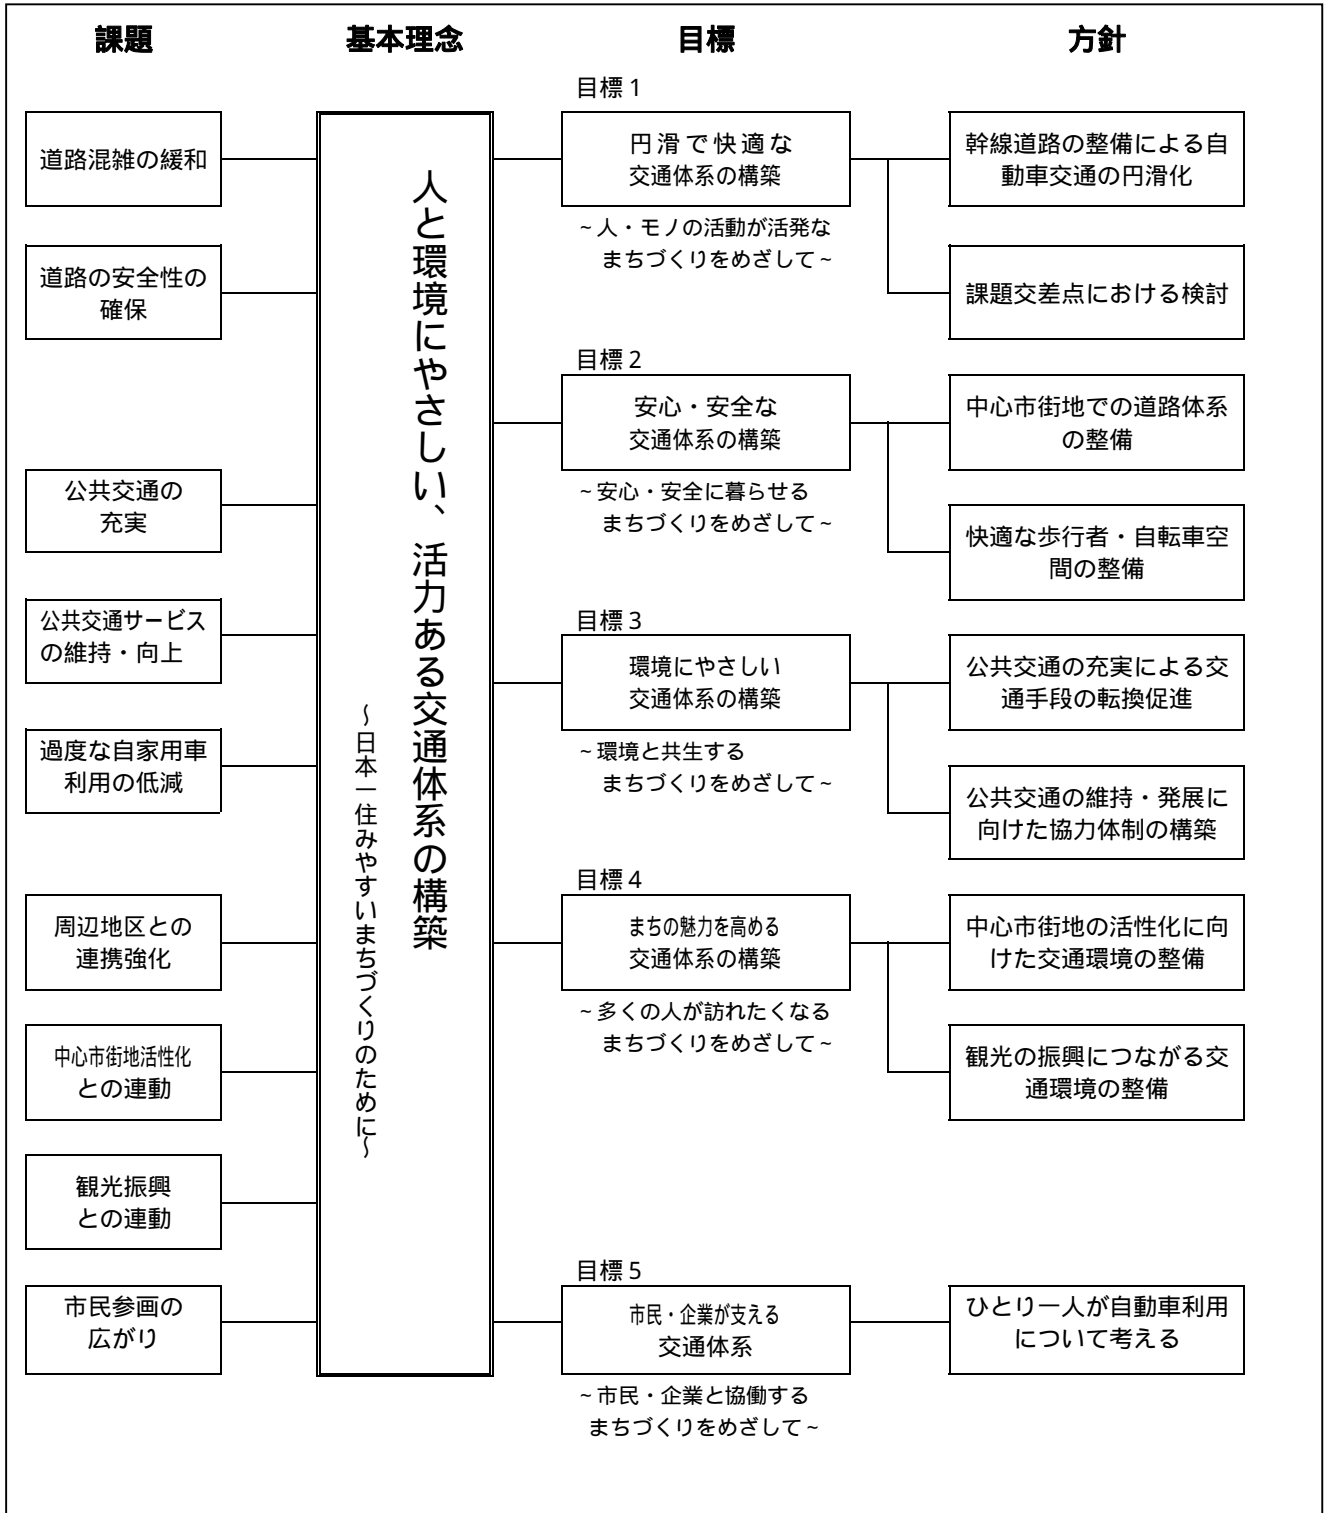 課題
基本理念
目標
方針
道路混雑の緩和
道路の安全性の
確保
公共交通の
充実
公共交通サービス
の維持・向上
過度な自家用車
利用の低減
周辺地区との
連携強化
中心市街地活性化
との連動
観光振興
との連動
市民参画の
広がり
人と環境にやさしい、活力ある交通体系の構築
~日本一住みやすいまちづくりのために~
目標1
円滑で快適な
交通体系の構築
~人・モノの活動が活発な
まちづくりをめざして~
目標2
安心・安全な
交通体系の構築
~安心・安全に暮らせる
まちづくりをめざして~
目標3
環境にやさしい
交通体系の構築
~環境と共生する
まちづくりをめざして~
目標4
まちの魅力を高める
交通体系の構築
~多くの人が訪れたくなる
まちづくりをめざして~
目標5
市民・企業が支える
交通体系
~市民・企業と協働する
まちづくりをめざして~
幹線道路の整備による自
動車交通の円滑化
課題交差点における検討
中心市街地での道路体系
の整備
快適な歩行者・自転車空
間の整備
公共交通の充実による交
通手段の転換促進
公共交通の維持・発展に
向けた協力体制の構築
中心市街地の活性化に向
けた交通環境の整備
観光の振興につながる交
通環境の整備
ひとり一人が自動車利用
について考える